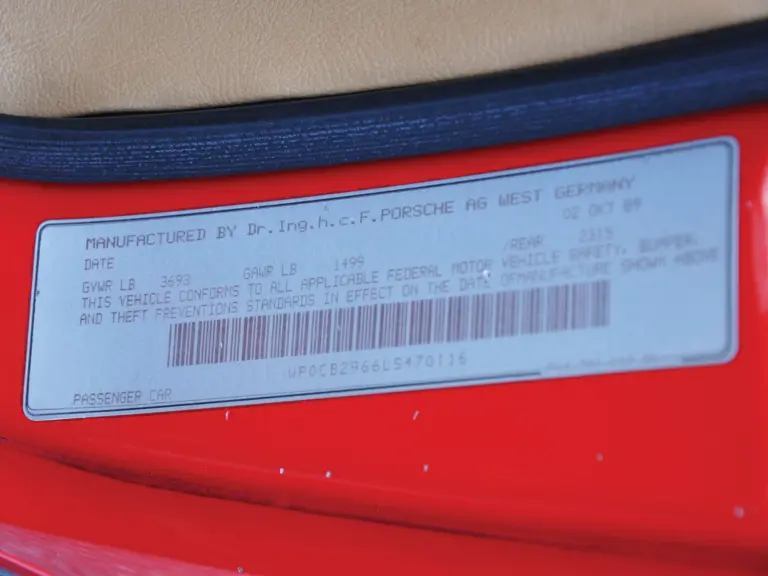 MANUFACTURED BY Dr.Ing.h.c.F.PORSCHE AG WEST GERMANY
DATE 02 OKT 89
GVWR LB 3693 GAWR LB 1499 /REAR 2315
THIS VEHICLE CONFORMS TO ALL APPLICABLE FEDERAL MOTOR VEHICLE SAFETY, BUMPER,
AND THEFT PREVENTIONS STANDARDS IN EFFECT ON THE DATE OFMANUFACTURE SHOWN ABOVE
WP0CB2966LS470116
PASSENGER CAR